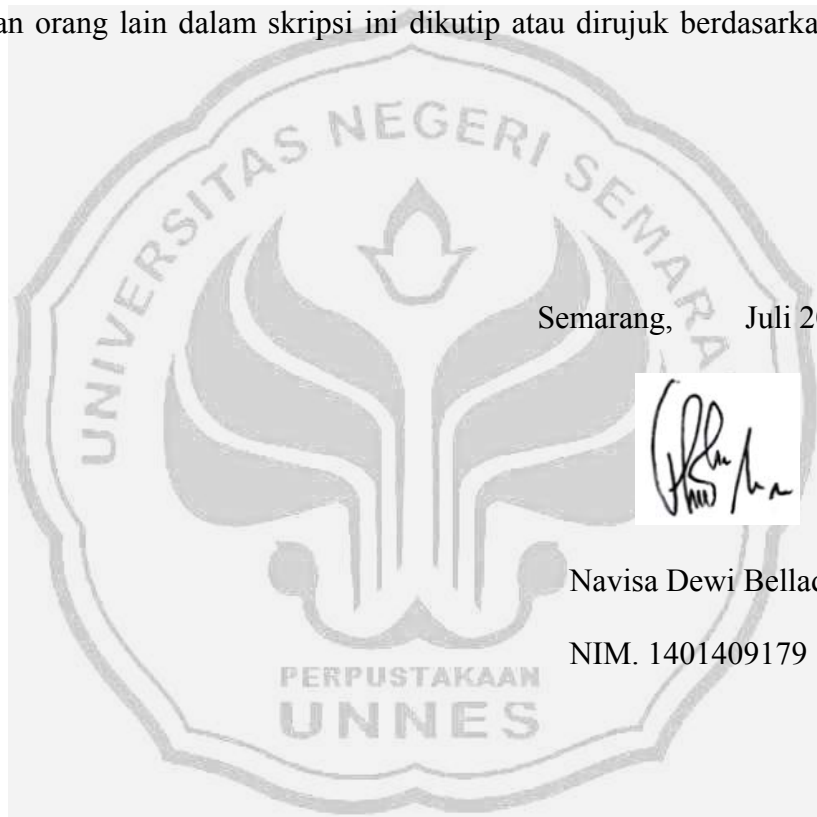 an orang lain dalam skripsi ini dikutip atau dirujuk berdasarka
UNIVERSITAS NEGERI SEMARA
Semarang, Juli 20
Navisa Dewi Bellad
NIM. 1401409179
PERPUSTAKAAN
UNNES